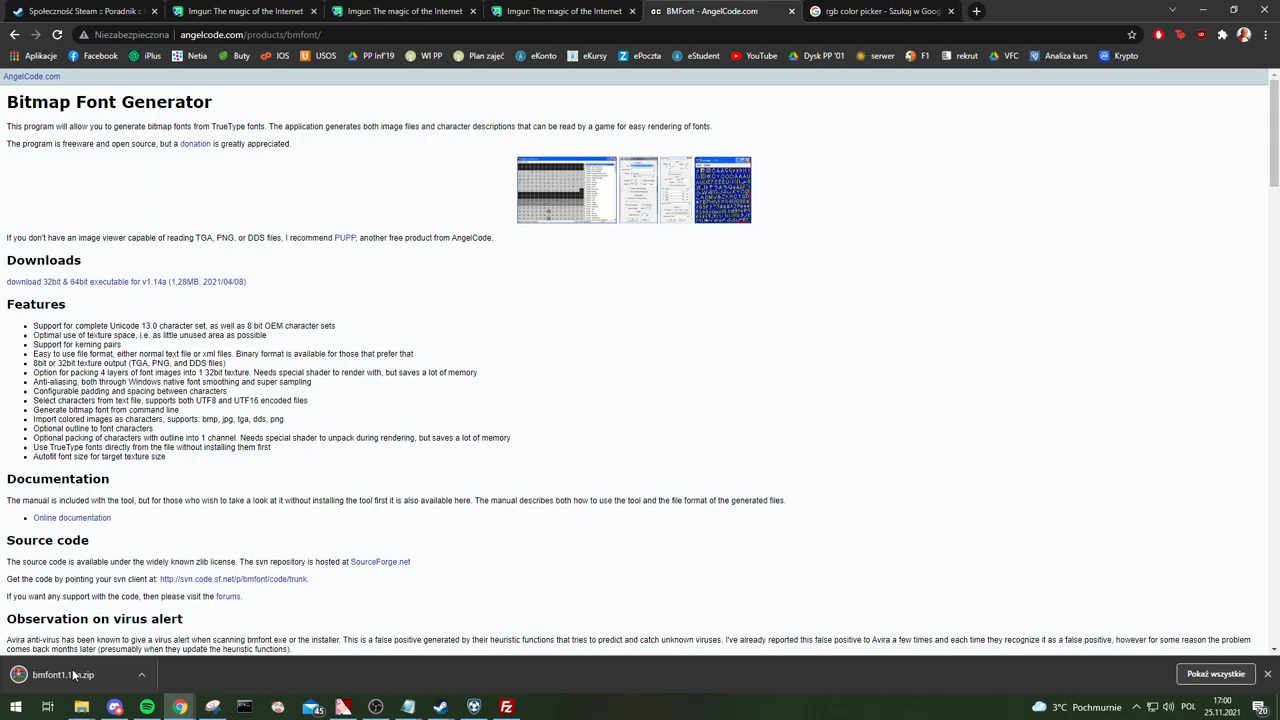 Społeczność Steam :: Poradnik ::
Imgur: The magic of the Internet
Imgur: The magic of the Internet
Imgur: The magic of the Internet
BMFont - AngelCode.com
rgb color picker - Szukaj w Goog
Niezabezpieczona
angelcode.com/products/bmfont/
Aplikacje
Facebook
iPlus
Netia
Buty
IOS
USOS
PP Inf'19
WI PP
Plan zajęć
eKonto
eKursy
ePoczta
eStudent
YouTube
Dysk PP '01
serwer
F1
rekrut
VFC
Analiza kurs
Krypto
AngelCode.com
Bitmap Font Generator
This program will allow you to generate bitmap fonts from TrueType fonts. The application generates both image files and character descriptions that can be read by a game for easy rendering of fonts.
The program is freeware and open source, but a donation is greatly appreciated.
If you don't have an image viewer capable of reading TGA, PNG, or DDS files, I recommend PUPP, another free product from AngelCode.
Downloads
download 32bit & 64bit executable for v1.14a (1.28MB, 2021/04/08)
Features
Support for complete Unicode 13.0 character set, as well as 8 bit OEM character sets
Optimal use of texture space, i.e. as little unused area as possible
Support for kerning pairs
Easy to use file format, either normal text file or xml files. Binary format is available for those that prefer that
8bit or 32bit texture output (TGA, PNG, and DDS files)
Option for packing 4 layers of font images into 1 32bit texture. Needs special shader to render with, but saves a lot of memory
Anti-aliasing, both through Windows native font smoothing and super sampling
Configurable padding and spacing between characters
Select characters from text file, supports both UTF8 and UTF16 encoded files
Generate bitmap font from command line
Import colored images as characters, supports: bmp, jpg, tga, dds, png
Optional outline to font characters
Optional packing of characters with outline into 1 channel. Needs special shader to unpack during rendering, but saves a lot of memory
Use TrueType fonts directly from the file without installing them first
Autofit font size for target texture size
Documentation
The manual is included with the tool, but for those who wish to take a look at it without installing the tool first it is also available here. The manual describes both how to use the tool and the file format of the generated files.
Online documentation
Source code
The source code is available under the widely known zlib license. The svn repository is hosted at SourceForge.net
Get the code by pointing your svn client at: http://svn.code.sf.net/p/bmfont/code/trunk.
If you want any support with the code, then please visit the forums.
Observation on virus alert
Avira anti-virus has been known to give a virus alert when scanning bmfont.exe or the installer. This is a false positive generated by their heuristic functions that tries to predict and catch unknown viruses. I've already reported this false positive to Avira a few times and each time they recognize it as a false positive, however for some reason the problem
comes back months later (presumably when they update the heuristic functions).
Pokaż wszystkie
45
3°C Pochmurnie
POL
17:00
25.11.2021
20